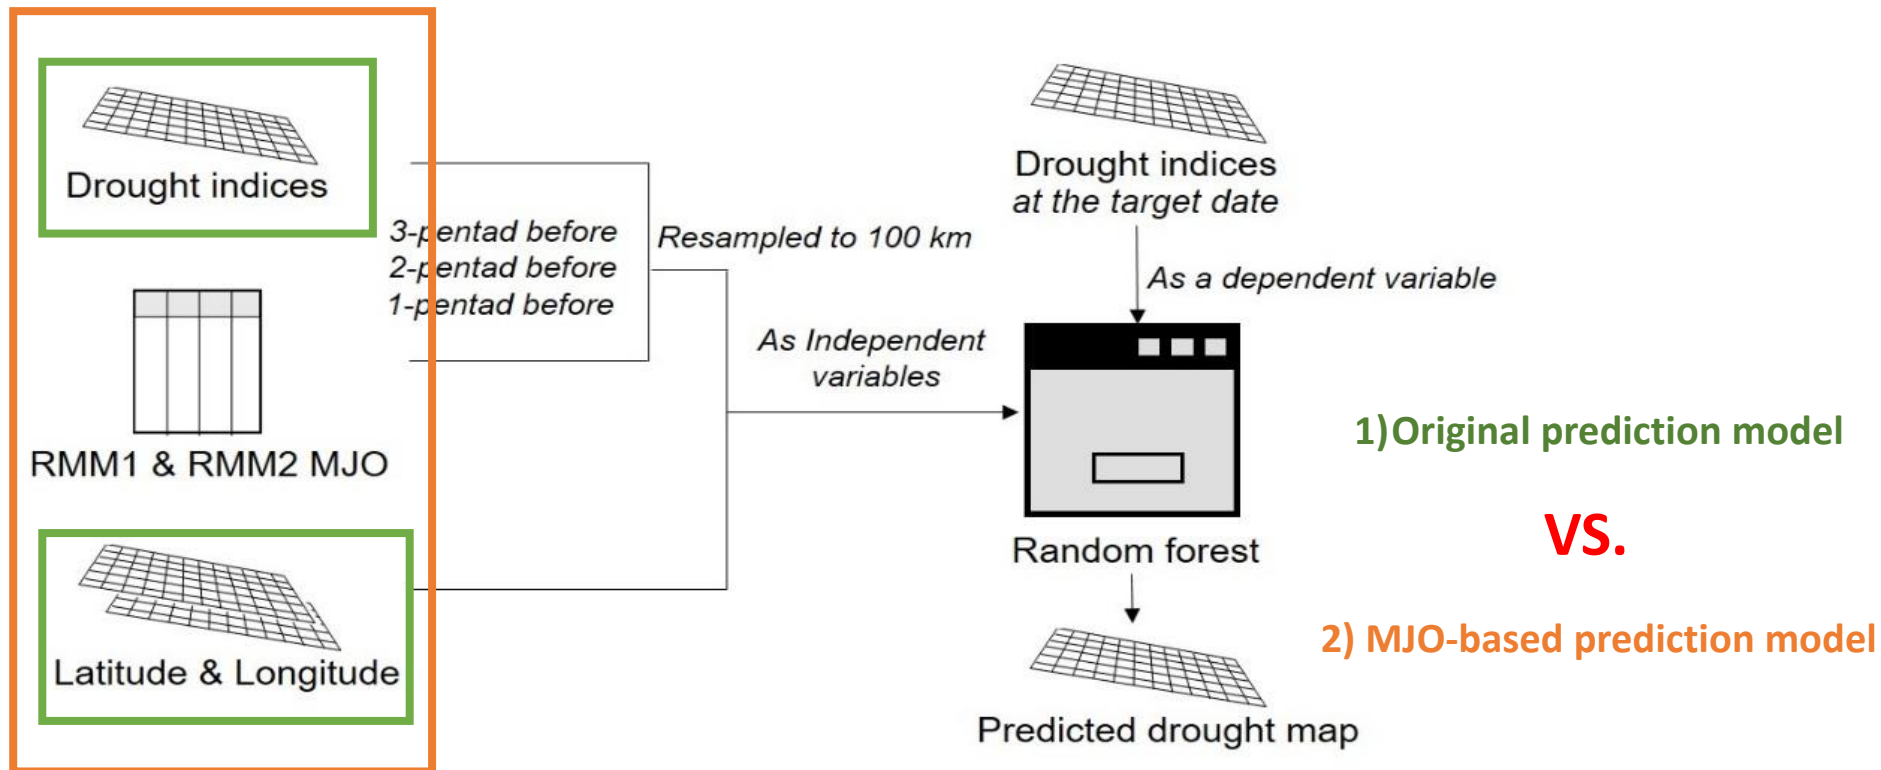 Drought indices
RMM1 & RMM2 MJO
Latitude & Longitude
3-pentad before
2-pentad before
1-pentad before
Resampled to 100 km
As Independent
variables
Drought indices
at the target date
As a dependent variable
Random forest
Predicted drought map
1)Original prediction model
VS.
2) MJO-based prediction model